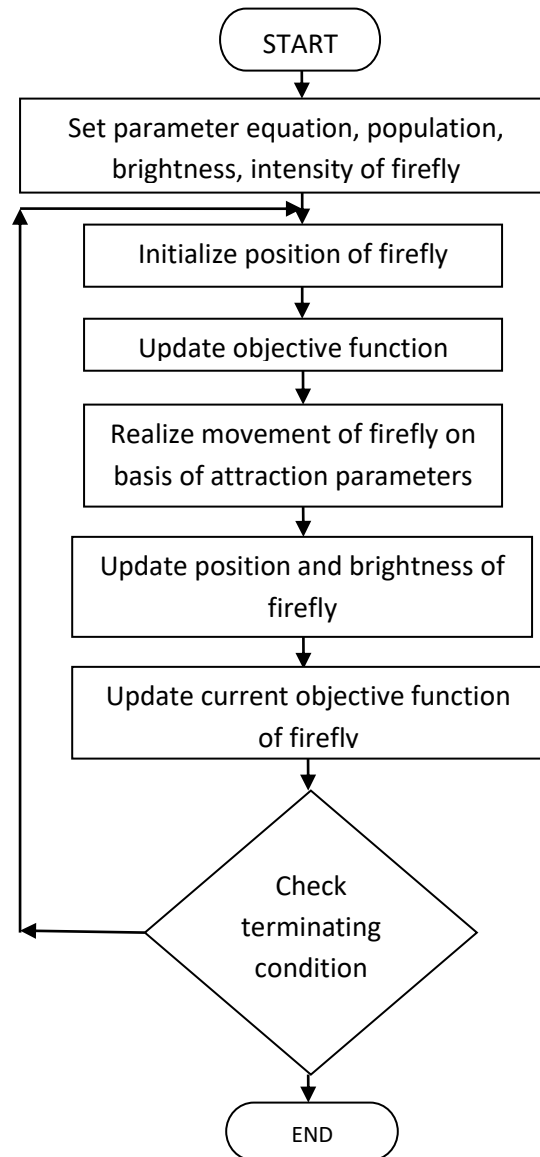 START
Set parameter equation, population,
brightness, intensity of firefly
Initialize position of firefly
Update objective function
Realize movement of firefly on
basis of attraction parameters
Update position and brightness of
firefly
Update current objective function
of firefly
Check
terminating
condition
END